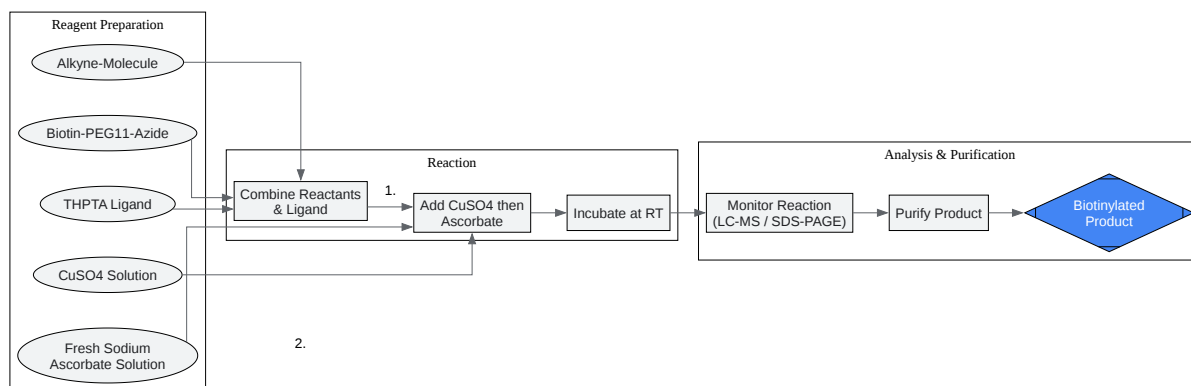 Reagent Preparation
Alkyne-Molecule
Biotin-PEG11-Azide
THPTA Ligand
CuSO4 Solution
Fresh Sodium
Ascorbate Solution
Reaction
Combine Reactants
& Ligand
1.
Add CuSO4 then
Ascorbate
Incubate at RT
2.
Analysis & Purification
Monitor Reaction
(LC-MS / SDS-PAGE)
Purify Product
Biotinylated
Product